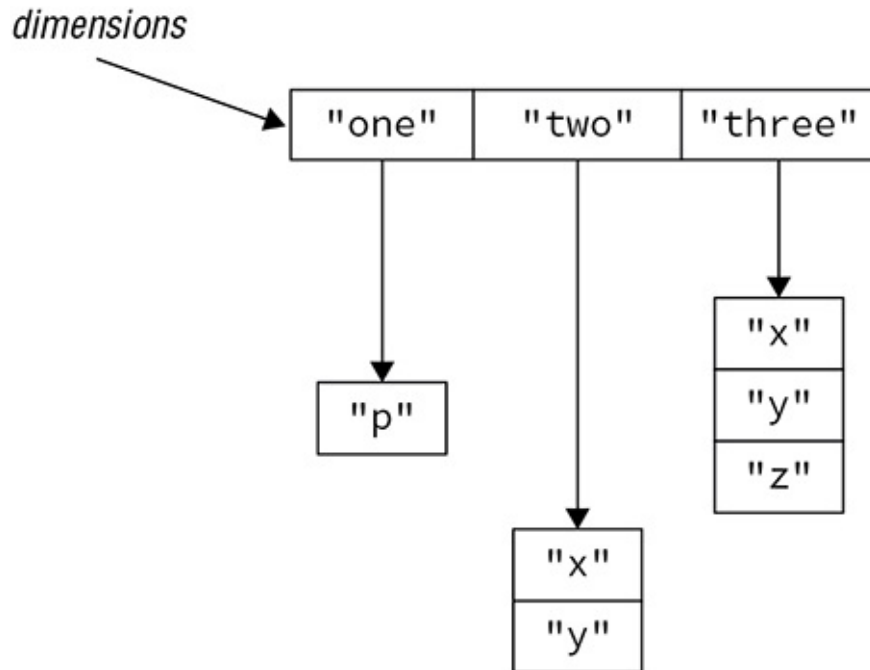 dimensions
"one" "two" "three"
"p"
"x"
"y"
"x"
"y"
"z"